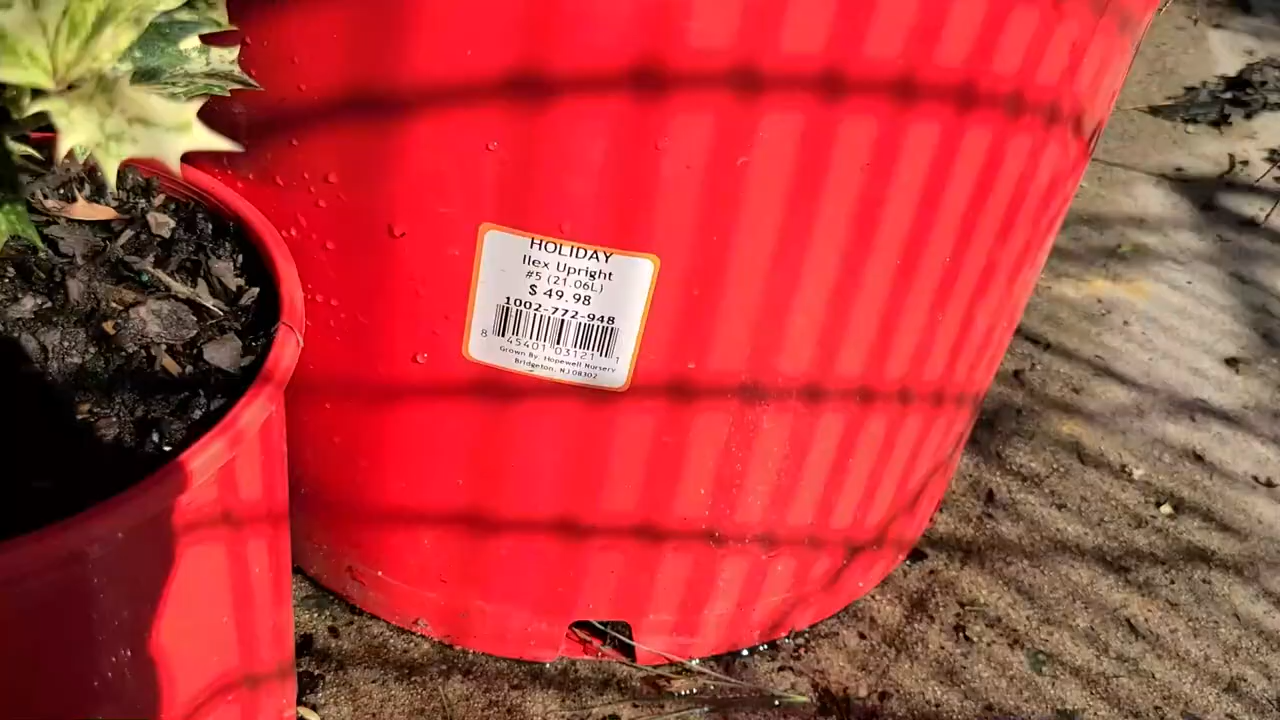 HOLIDAY
Ilex Upright
#5 (21.06L)
$ 49.98
1002-772-948
8 45401 03121 1
Grown By: Hopewell Nursery
Bridgeton, NJ 08302